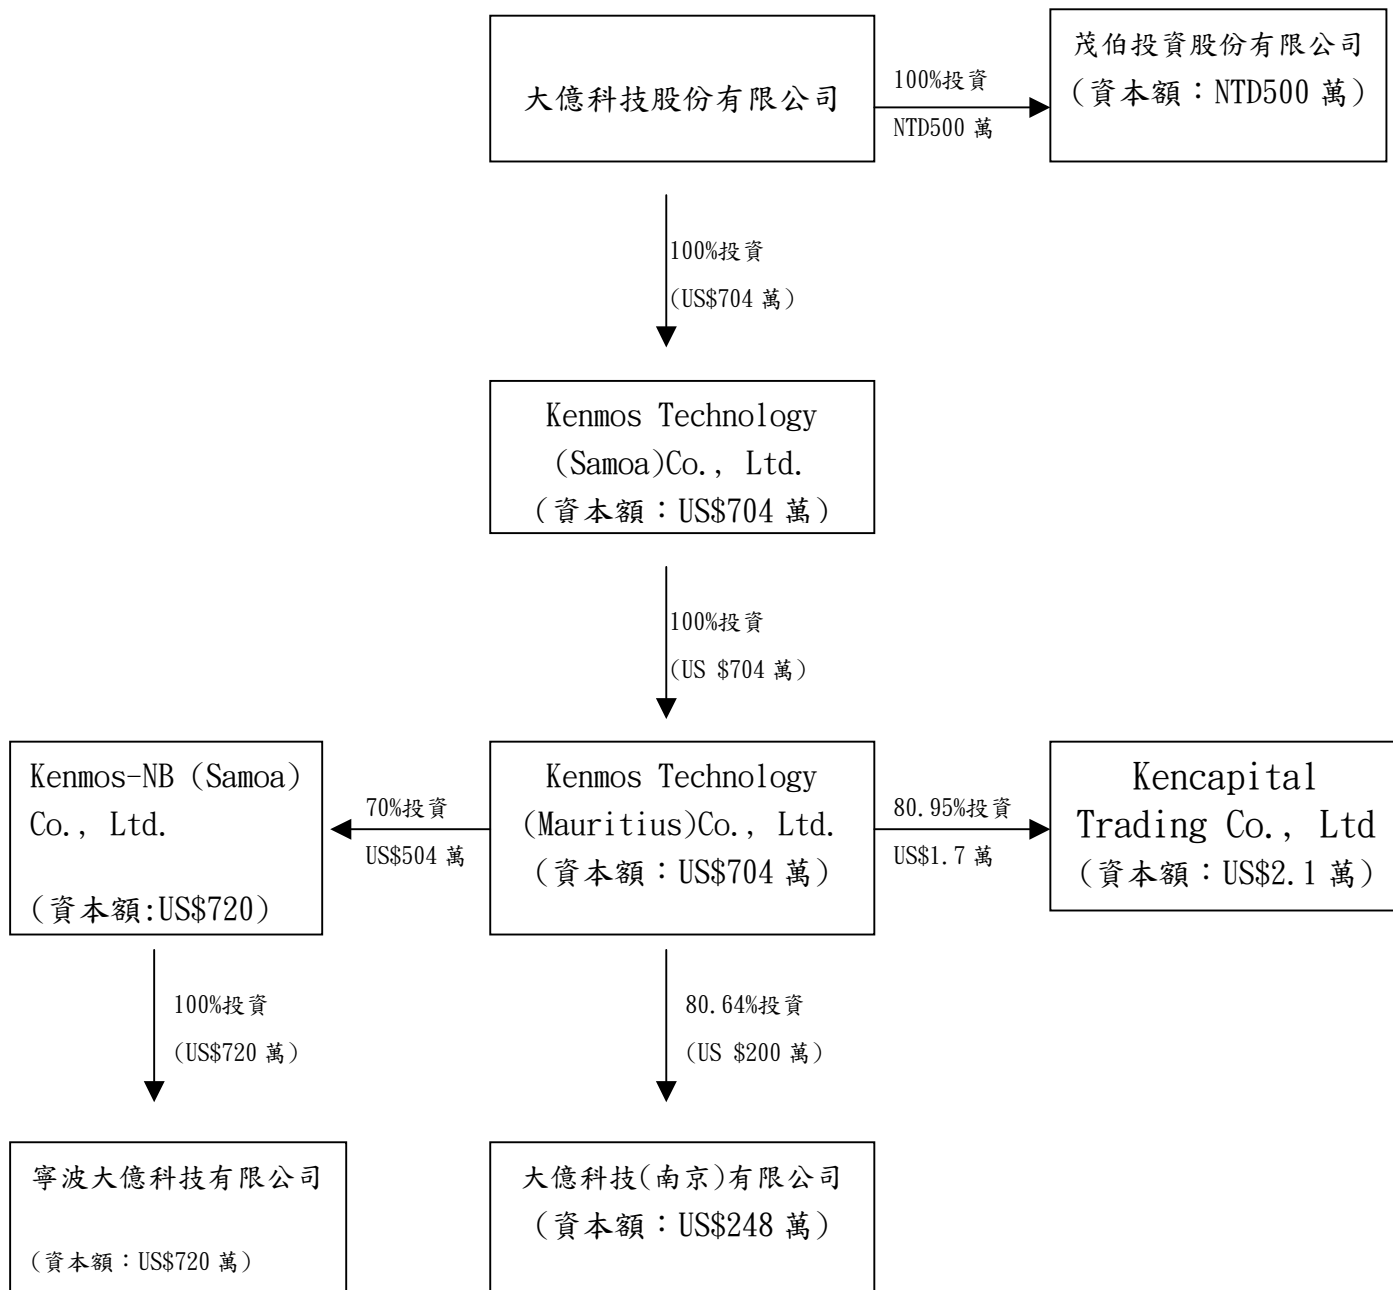 大億科技股份有限公司
100%投資
NTD500 萬
茂伯投資股份有限公司
(資本額：NTD500 萬)
100%投資
(US$704 萬)
Kenmos Technology
(Samoa)Co., Ltd.
(資本額：US$704 萬)
100%投資
(US $704 萬)
Kenmos-NB (Samoa)
Co., Ltd.
(資本額:US$720)
70%投資
US$504 萬
Kenmos Technology
(Mauritius)Co., Ltd.
(資本額：US$704 萬)
80.95%投資
US$1.7 萬
Kencapital
Trading Co., Ltd
(資本額：US$2.1 萬)
100%投資
(US$720 萬)
80.64%投資
(US $200 萬)
寧波大億科技有限公司
(資本額：US$720 萬)
大億科技(南京)有限公司
(資本額：US$248 萬)